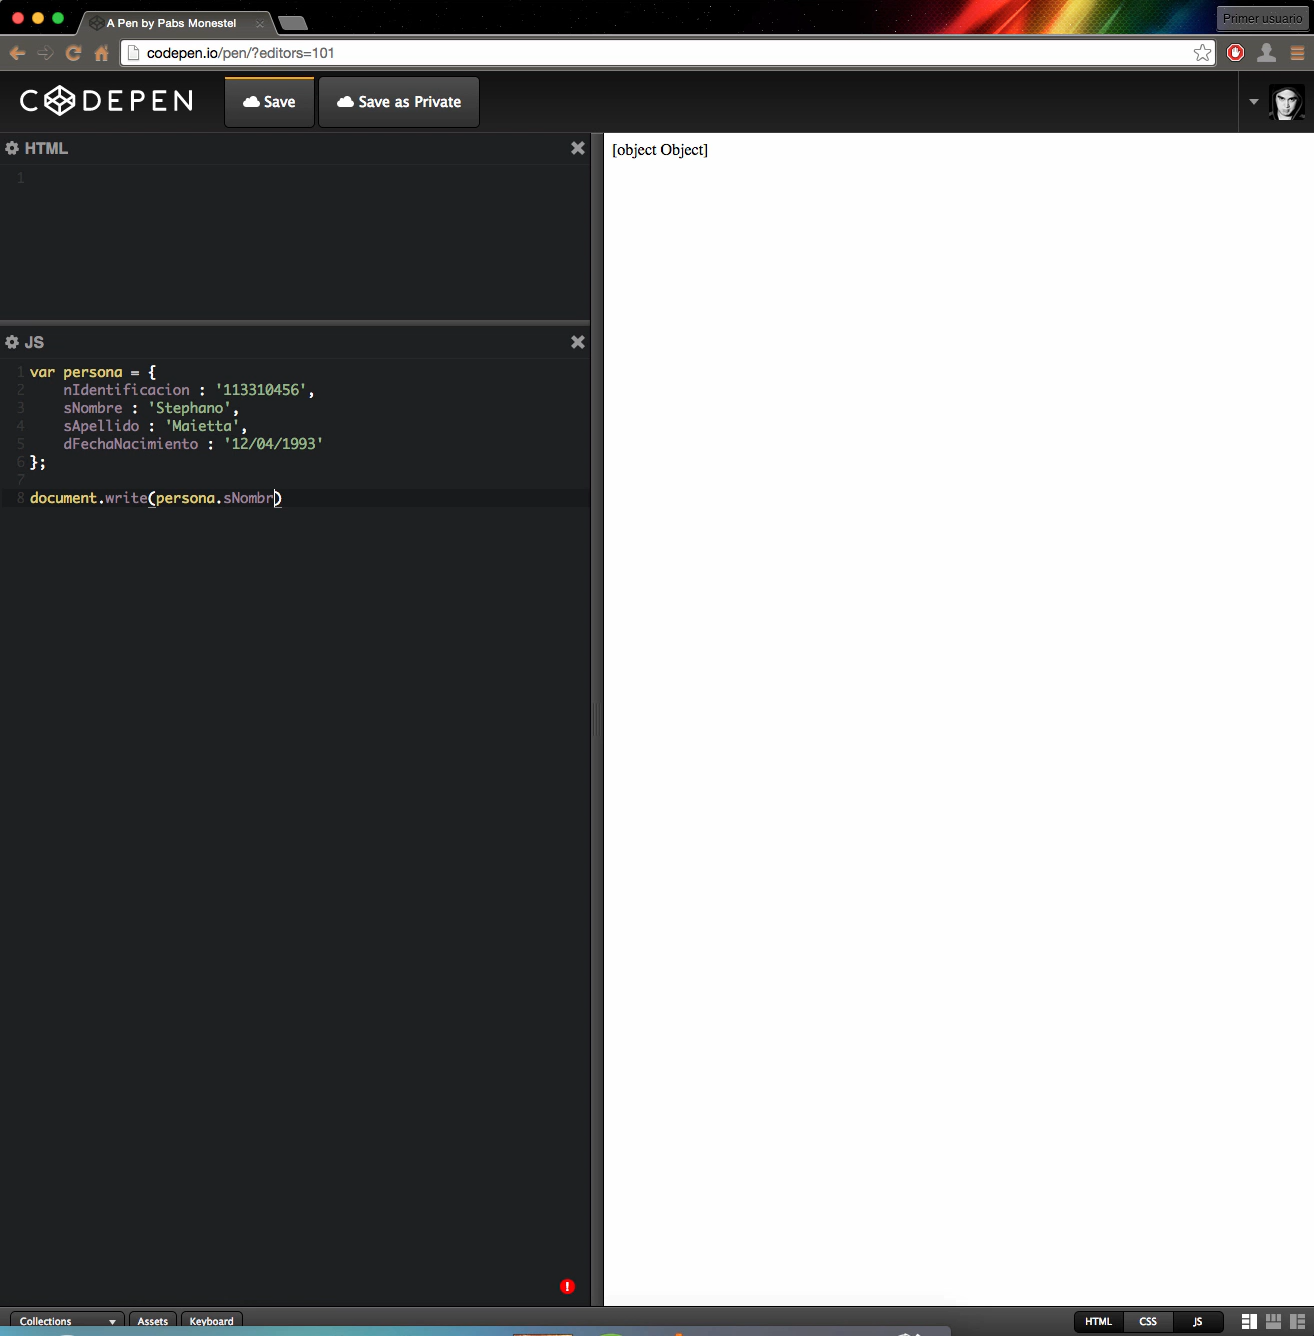 A Pen by Pabs Monestel
Primer usuario
codepen.io/pen/?editors=101
CODEPEN
Save
Save as Private
HTML
1
[object Object]
JS
1 var persona = {
2 nIdentificacion : '113310456',
3 sNombre : 'Stephano',
4 sApellido : 'Maietta',
5 dFechaNacimiento : '12/04/1993'
6 };
7
8 document.write(persona.sNombr)
Collections
Assets
Keyboard
HTML
CSS
JS